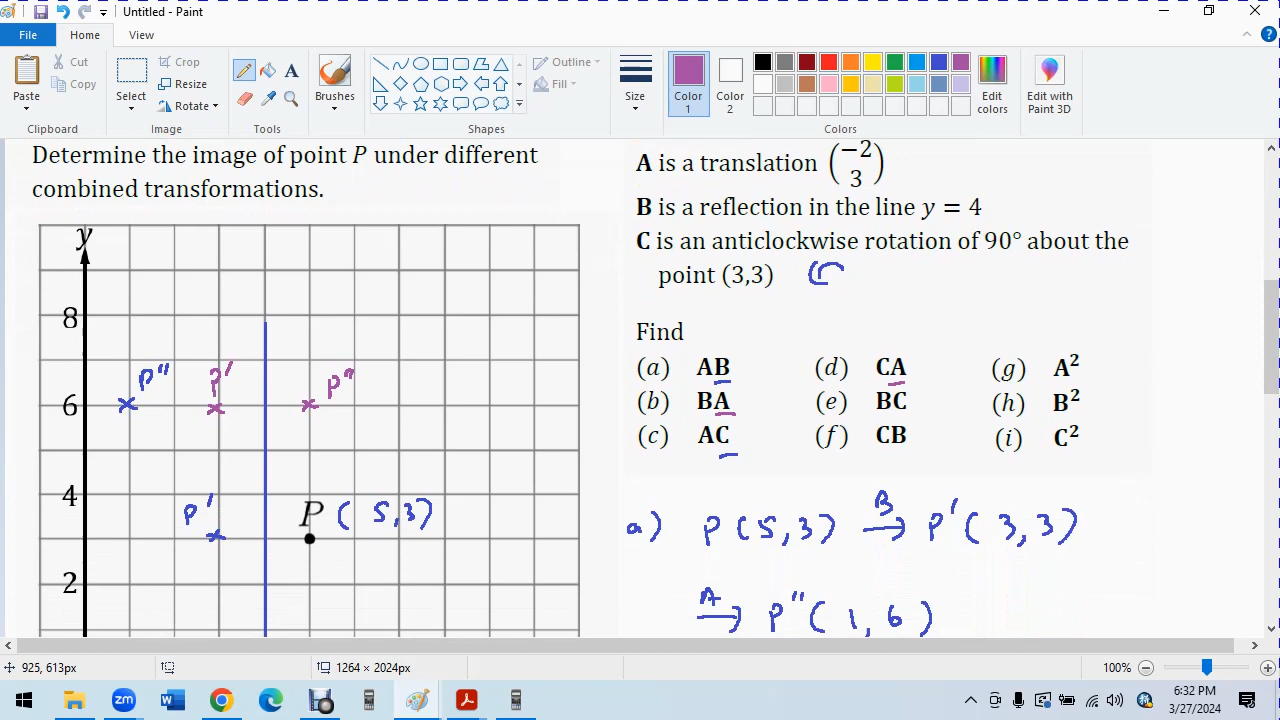 Untitled - Paint
File Home View
Paste
Cut
Copy
Clipboard
Select
Crop
Resize
Rotate
Image
A
Tools
Brushes
Outline
Fill
Shapes
Size
Color 1
Color 2
Edit colors
Colors
Edit with Paint 3D
Determine the image of point P under different
combined transformations.
y
8
P" P' P"
6
4
P' P (5,3)
2
A is a translation (−2 3)
B is a reflection in the line y = 4
C is an anticlockwise rotation of 90° about the
point (3,3)
Find
(a) AB (d) CA (g) A²
(b) BA (e) BC (h) B²
(c) AC (f) CB (i) C²
a) P(5,3) B→ P'(3,3)
A→ P"(1,6)
925, 613px
1264 × 2024px
100%
zm
W
6:32 PM
3/27/2024